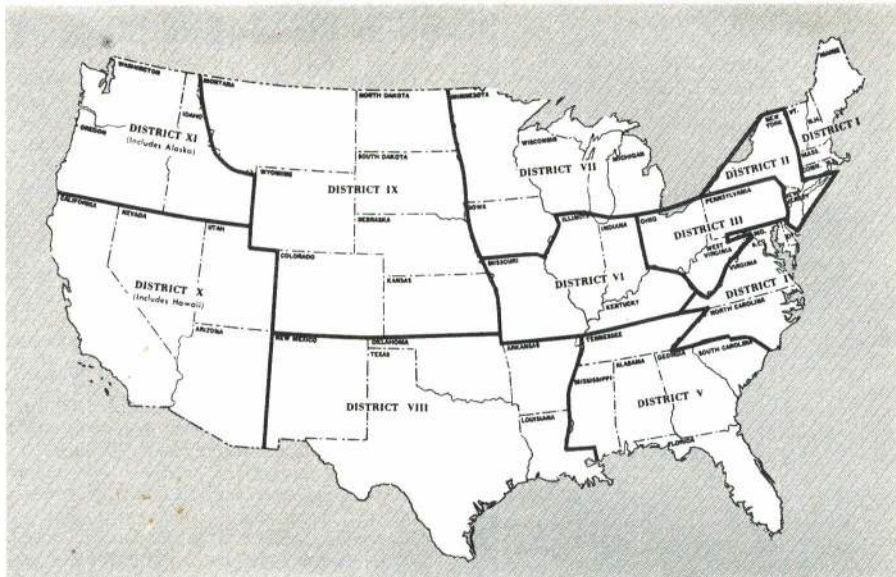 WASHINGTON
MONTANA
NORTH DAKOTA
MINNESOTA
MAINE
OREGON
IDAHO
DISTRICT XI
(Includes Alaska)
SOUTH DAKOTA
WISCONSIN
MICHIGAN
DISTRICT VII
NEW YORK
VT.
N.H.
DISTRICT I
MASS.
CONN.
DISTRICT II
WYOMING
DISTRICT IX
IOWA
NEBRASKA
ILLINOIS
INDIANA
OHIO
PENNSYLVANIA
JERSEY
DISTRICT III
CALIFORNIA
NEVADA
UTAH
COLORADO
KANSAS
MISSOURI
DISTRICT VI
KENTUCKY
WEST VIRGINIA
MD.
D.C.
VIRGINIA
DISTRICT IV
NORTH CAROLINA
DISTRICT X
(Includes Hawaii)
ARIZONA
NEW MEXICO
OKLAHOMA
TEXAS
ARKANSAS
TENNESSEE
SOUTH CAROLINA
DISTRICT VIII
LOUISIANA
MISSISSIPPI
ALABAMA
GEORGIA
DISTRICT V
FLORIDA